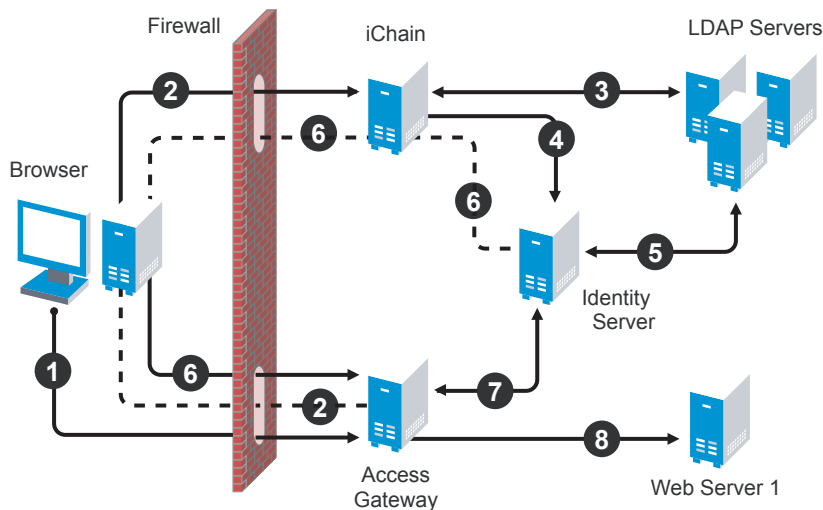 Firewall
iChain
LDAP Servers
2
3
6
4
Browser
6
5
Identity
Server
1
6
7
2
8
Access
Gateway
Web Server 1